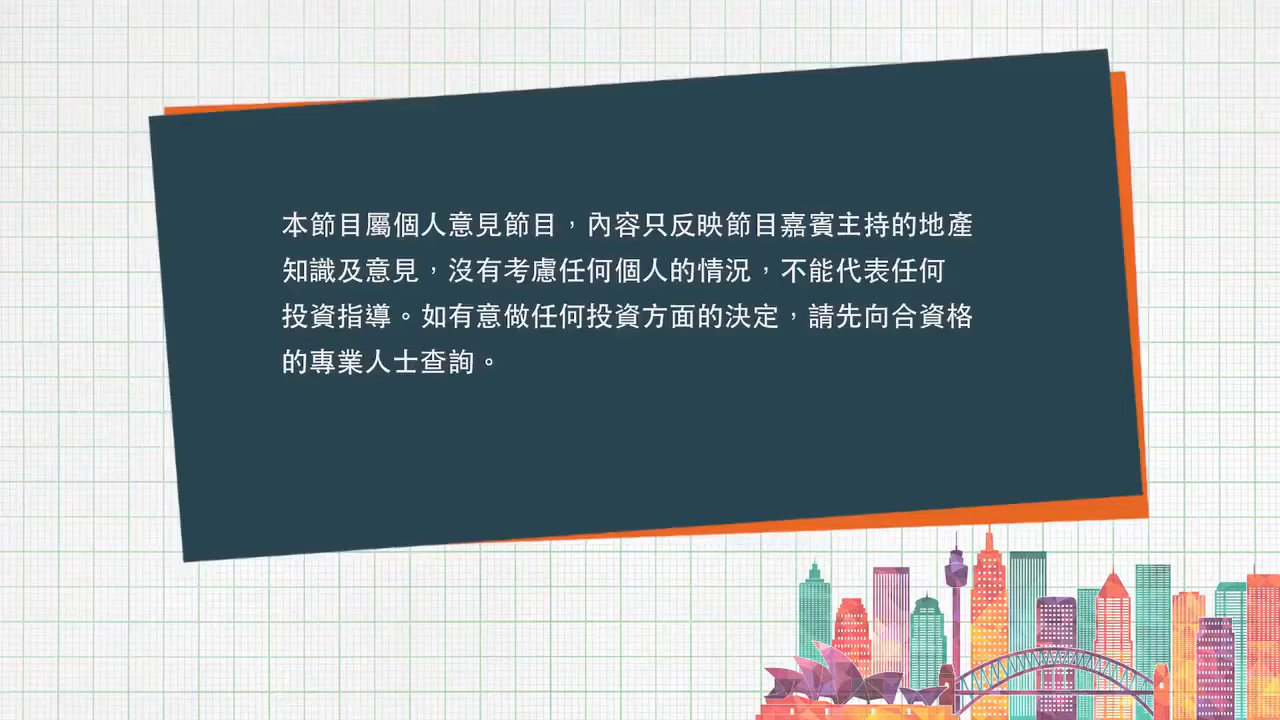 本節目屬個人意見節目，內容只反映節目嘉賓主持的地產
知識及意見，沒有考慮任何個人的情況，不能代表任何
投資指導。如有意做任何投資方面的決定，請先向合資格
的專業人士查詢。